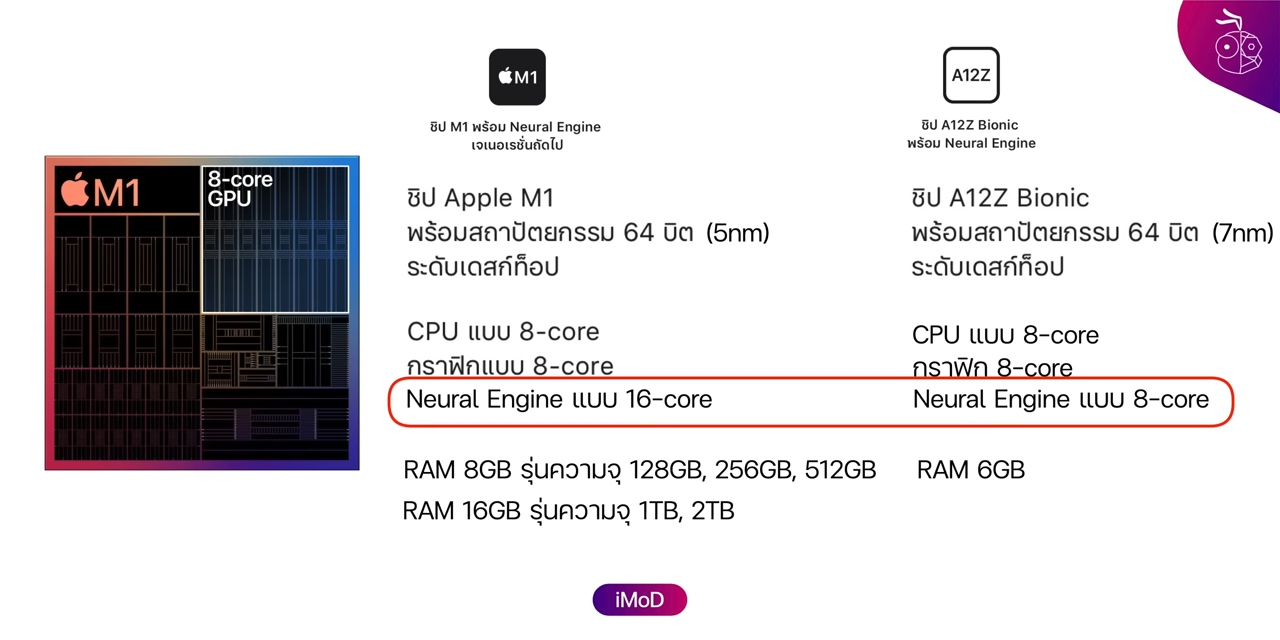 M1
A12Z
ชิป M1 พร้อม Neural Engine
เจเนอเรชั่นถัดไป
ชิป A12Z Bionic
พร้อม Neural Engine
M1
8-core
GPU
ชิป Apple M1
พร้อมสถาปัตยกรรม 64 บิต (5nm)
ระดับเดสก์ท็อป
ชิป A12Z Bionic
พร้อมสถาปัตยกรรม 64 บิต (7nm)
ระดับเดสก์ท็อป
CPU แบบ 8-core
กราฟิกแบบ 8-core
Neural Engine แบบ 16-core
CPU แบบ 8-core
กราฟิก 8-core
Neural Engine แบบ 8-core
RAM 8GB รุ่นความจุ 128GB, 256GB, 512GB
RAM 16GB รุ่นความจุ 1TB, 2TB
RAM 6GB
iMoD